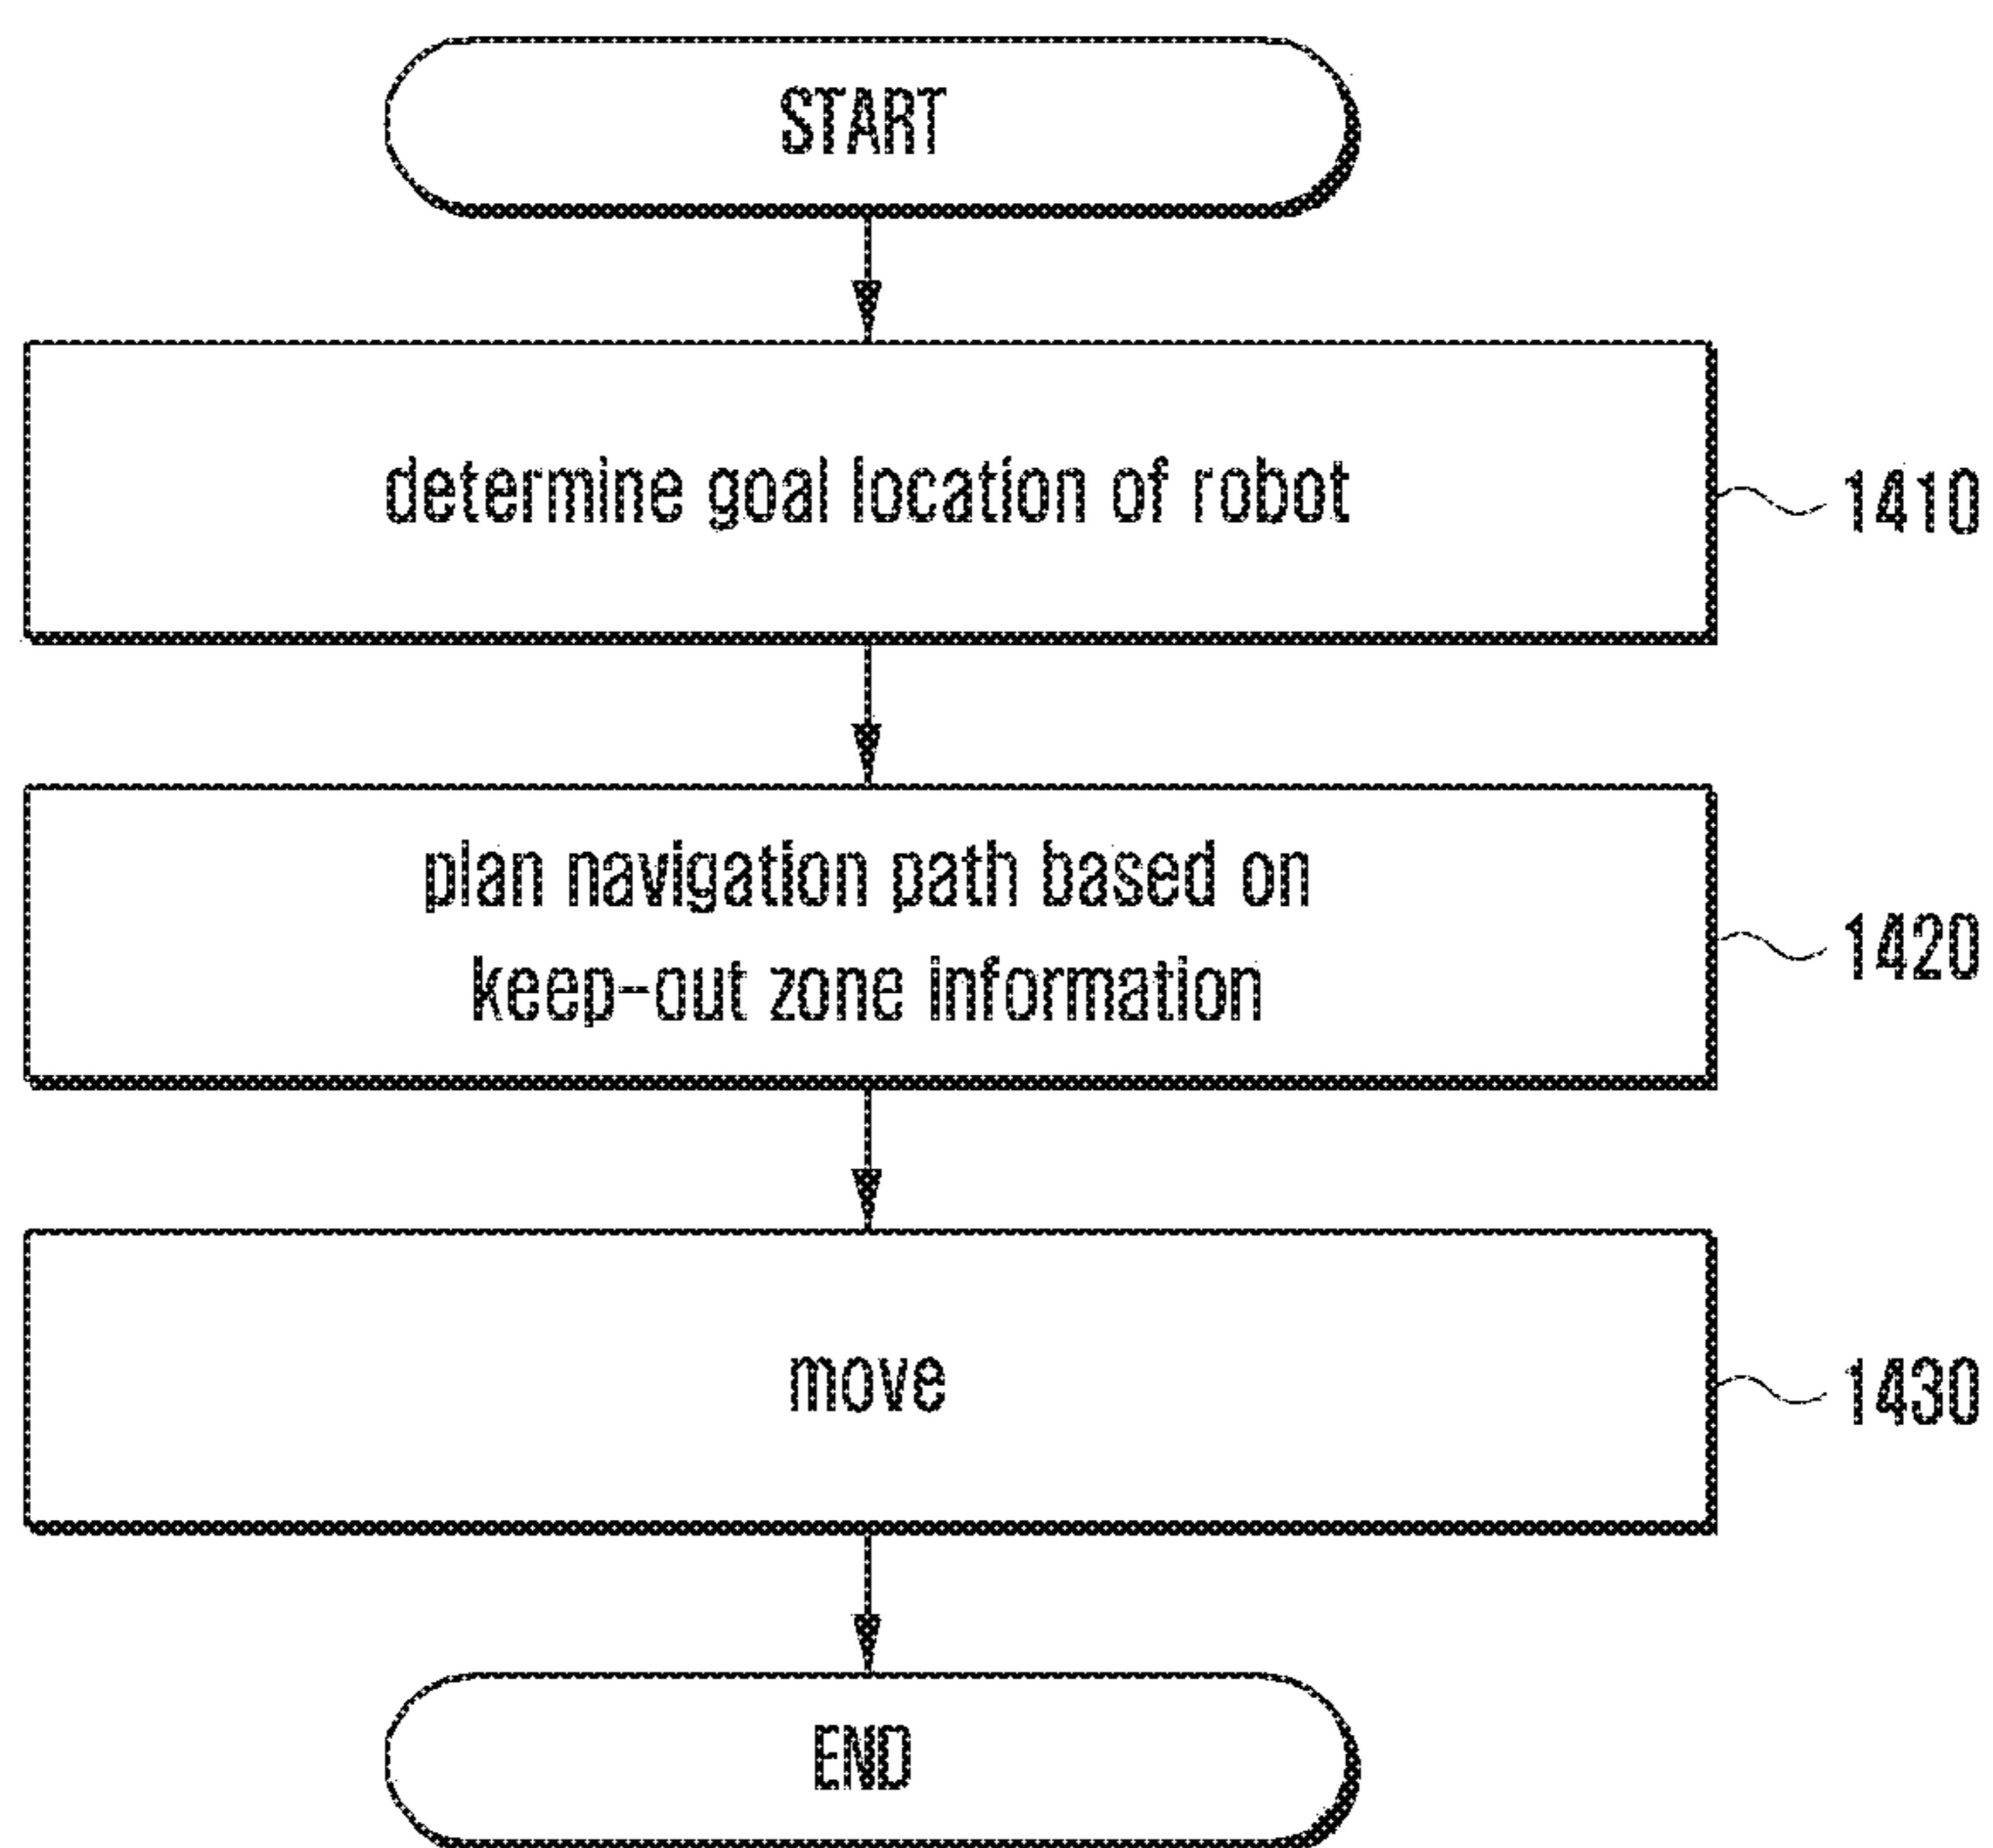 START
determine goal location of robot
1410
plan navigation path based on
keep-out zone information
1420
move
1430
END